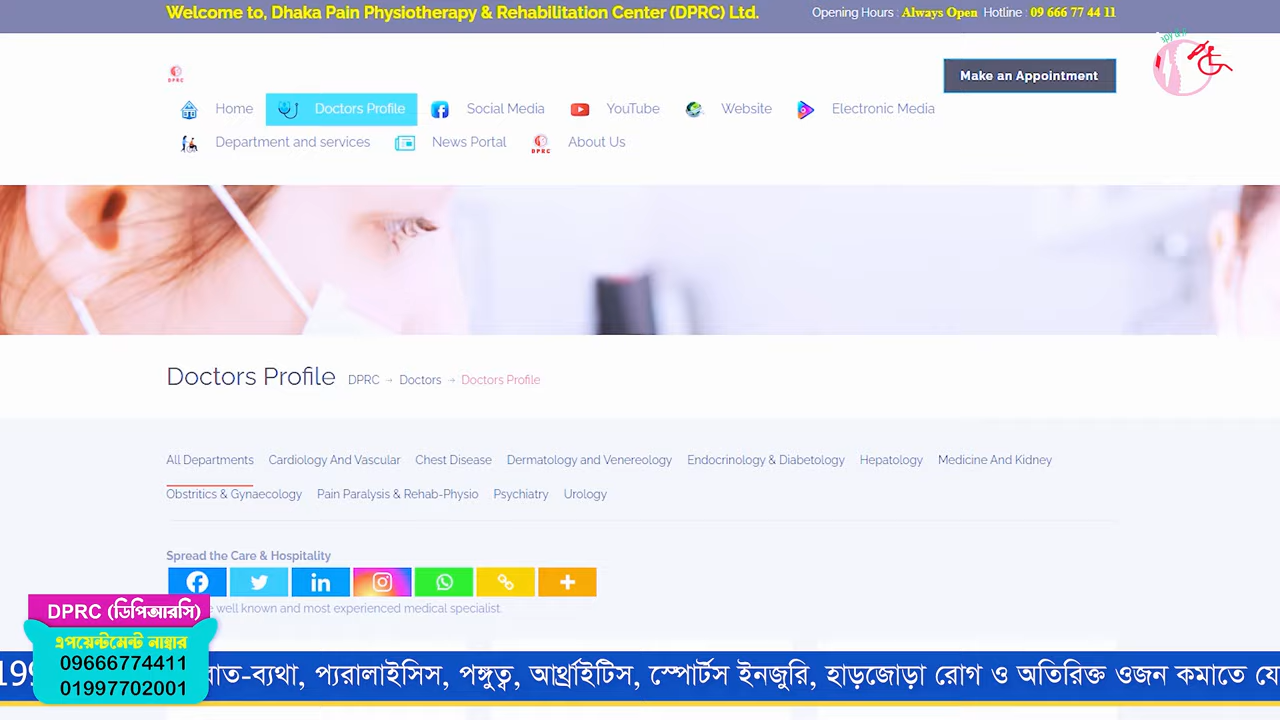 Welcome to, Dhaka Pain Physiotherapy & Rehabilitation Center (DPRC) Ltd.
Opening Hours : Always Open Hotline : 09 666 77 44 11
DPRC
Make an Appointment
Home Doctors Profile Social Media YouTube Website Electronic Media
Department and services News Portal DPRC About Us
Doctors Profile DPRC → Doctors → Doctors Profile
All Departments Cardiology And Vascular Chest Disease Dermatology and Venereology Endocrinology & Diabetology Hepatology Medicine And Kidney
Obstritics & Gynaecology Pain Paralysis & Rehab-Physio Psychiatry Urology
Spread the Care & Hospitality
well known and most experienced medical specialist.
DPRC (ডিপিআরসি)
এপয়েন্টমেন্ট নাম্বার
09666774411
01997702001
ব্যথা, প্যরালাইসিস, পঙ্গুত্ব, আর্থ্রাইটিস, স্পোর্টস ইনজুরি, হাড়জোড়া রোগ ও অতিরিক্ত ওজন কমাতে